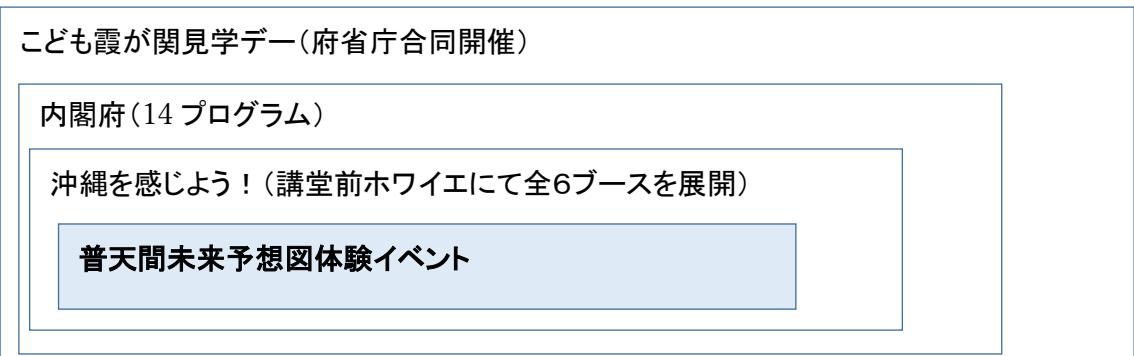 こども霞が関見学デー（府省庁合同開催）
内閣府（14 プログラム）
沖縄を感じよう！（講堂前ホワイエにて全６ブースを展開）
普天間未来予想図体験イベント